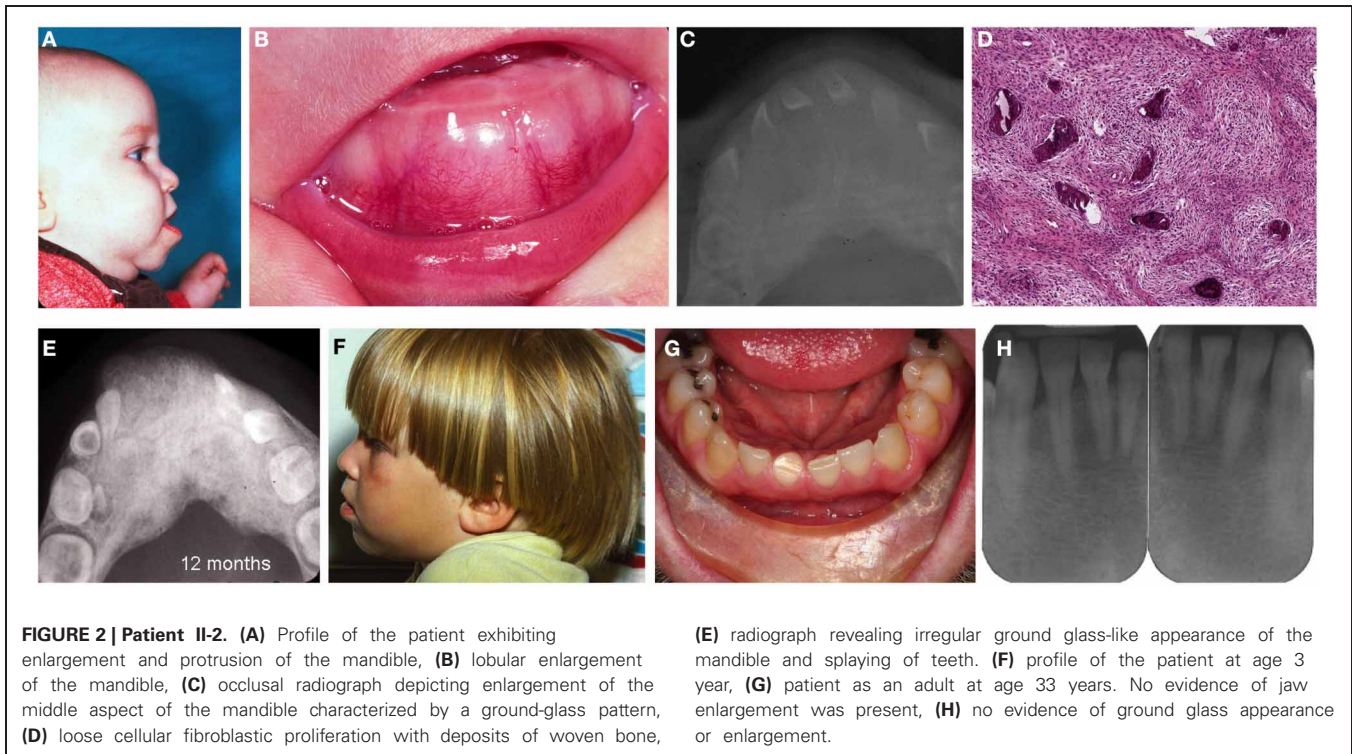 A
B
C
D
E
12 months
F
G
H
FIGURE 2 | Patient II-2. (A) Profile of the patient exhibiting
enlargement and protrusion of the mandible, (B) lobular enlargement
of the mandible, (C) occlusal radiograph depicting enlargement of the
middle aspect of the mandible characterized by a ground-glass pattern,
(D) loose cellular fibroblastic proliferation with deposits of woven bone,
(E) radiograph revealing irregular ground glass-like appearance of the
mandible and splaying of teeth. (F) profile of the patient at age 3
year, (G) patient as an adult at age 33 years. No evidence of jaw
enlargement was present, (H) no evidence of ground glass appearance
or enlargement.